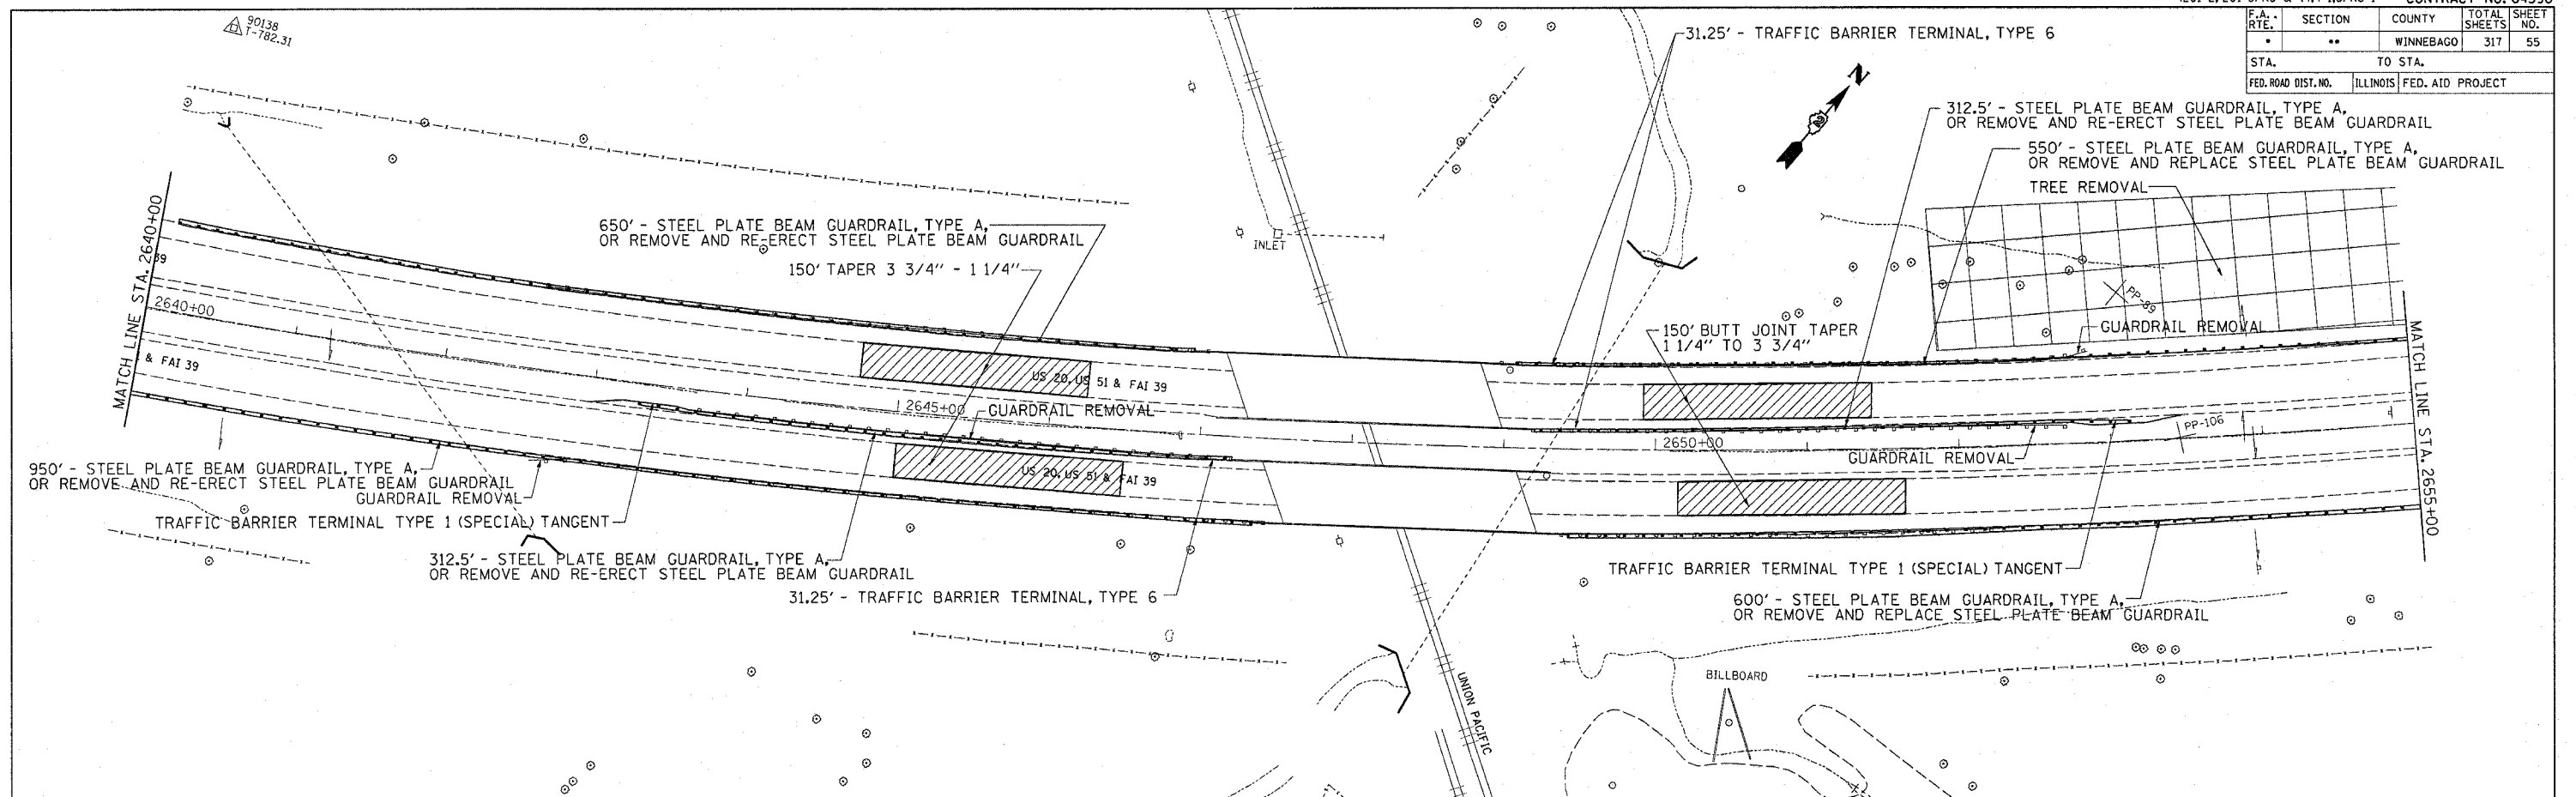 CONTRACT NO.
F.A. RTE. SECTION COUNTY TOTAL SHEETS SHEET NO.
• •• WINNEBAGO 317 55
STA. TO STA.
FED. ROAD DIST. NO. ILLINOIS FED. AID PROJECT
90138
T-782.31
31.25' - TRAFFIC BARRIER TERMINAL, TYPE 6
N
312.5' - STEEL PLATE BEAM GUARDRAIL, TYPE A,
OR REMOVE AND RE-ERECT STEEL PLATE BEAM GUARDRAIL
550' - STEEL PLATE BEAM GUARDRAIL, TYPE A,
OR REMOVE AND REPLACE STEEL PLATE BEAM GUARDRAIL
TREE REMOVAL
MATCH LINE STA. 2640+00
39
2640+00
& FAI 39
650' - STEEL PLATE BEAM GUARDRAIL, TYPE A,
OR REMOVE AND RE-ERECT STEEL PLATE BEAM GUARDRAIL
150' TAPER 3 3/4" - 1 1/4"
INLET
PP-89
150' BUTT JOINT TAPER
1 1/4" TO 3 3/4"
GUARDRAIL REMOVAL
US 20, US 51 & FAI 39
2645+00
GUARDRAIL REMOVAL
2650+00
PP-106
GUARDRAIL REMOVAL
MATCH LINE STA. 2655+00
US 20, US 51 & FAI 39
950' - STEEL PLATE BEAM GUARDRAIL, TYPE A,
OR REMOVE AND RE-ERECT STEEL PLATE BEAM GUARDRAIL
GUARDRAIL REMOVAL
TRAFFIC BARRIER TERMINAL TYPE 1 (SPECIAL) TANGENT
312.5' - STEEL PLATE BEAM GUARDRAIL, TYPE A,
OR REMOVE AND RE-ERECT STEEL PLATE BEAM GUARDRAIL
31.25' - TRAFFIC BARRIER TERMINAL, TYPE 6
TRAFFIC BARRIER TERMINAL TYPE 1 (SPECIAL) TANGENT
600' - STEEL PLATE BEAM GUARDRAIL, TYPE A,
OR REMOVE AND REPLACE STEEL PLATE BEAM GUARDRAIL
UNION PACIFIC
BILLBOARD